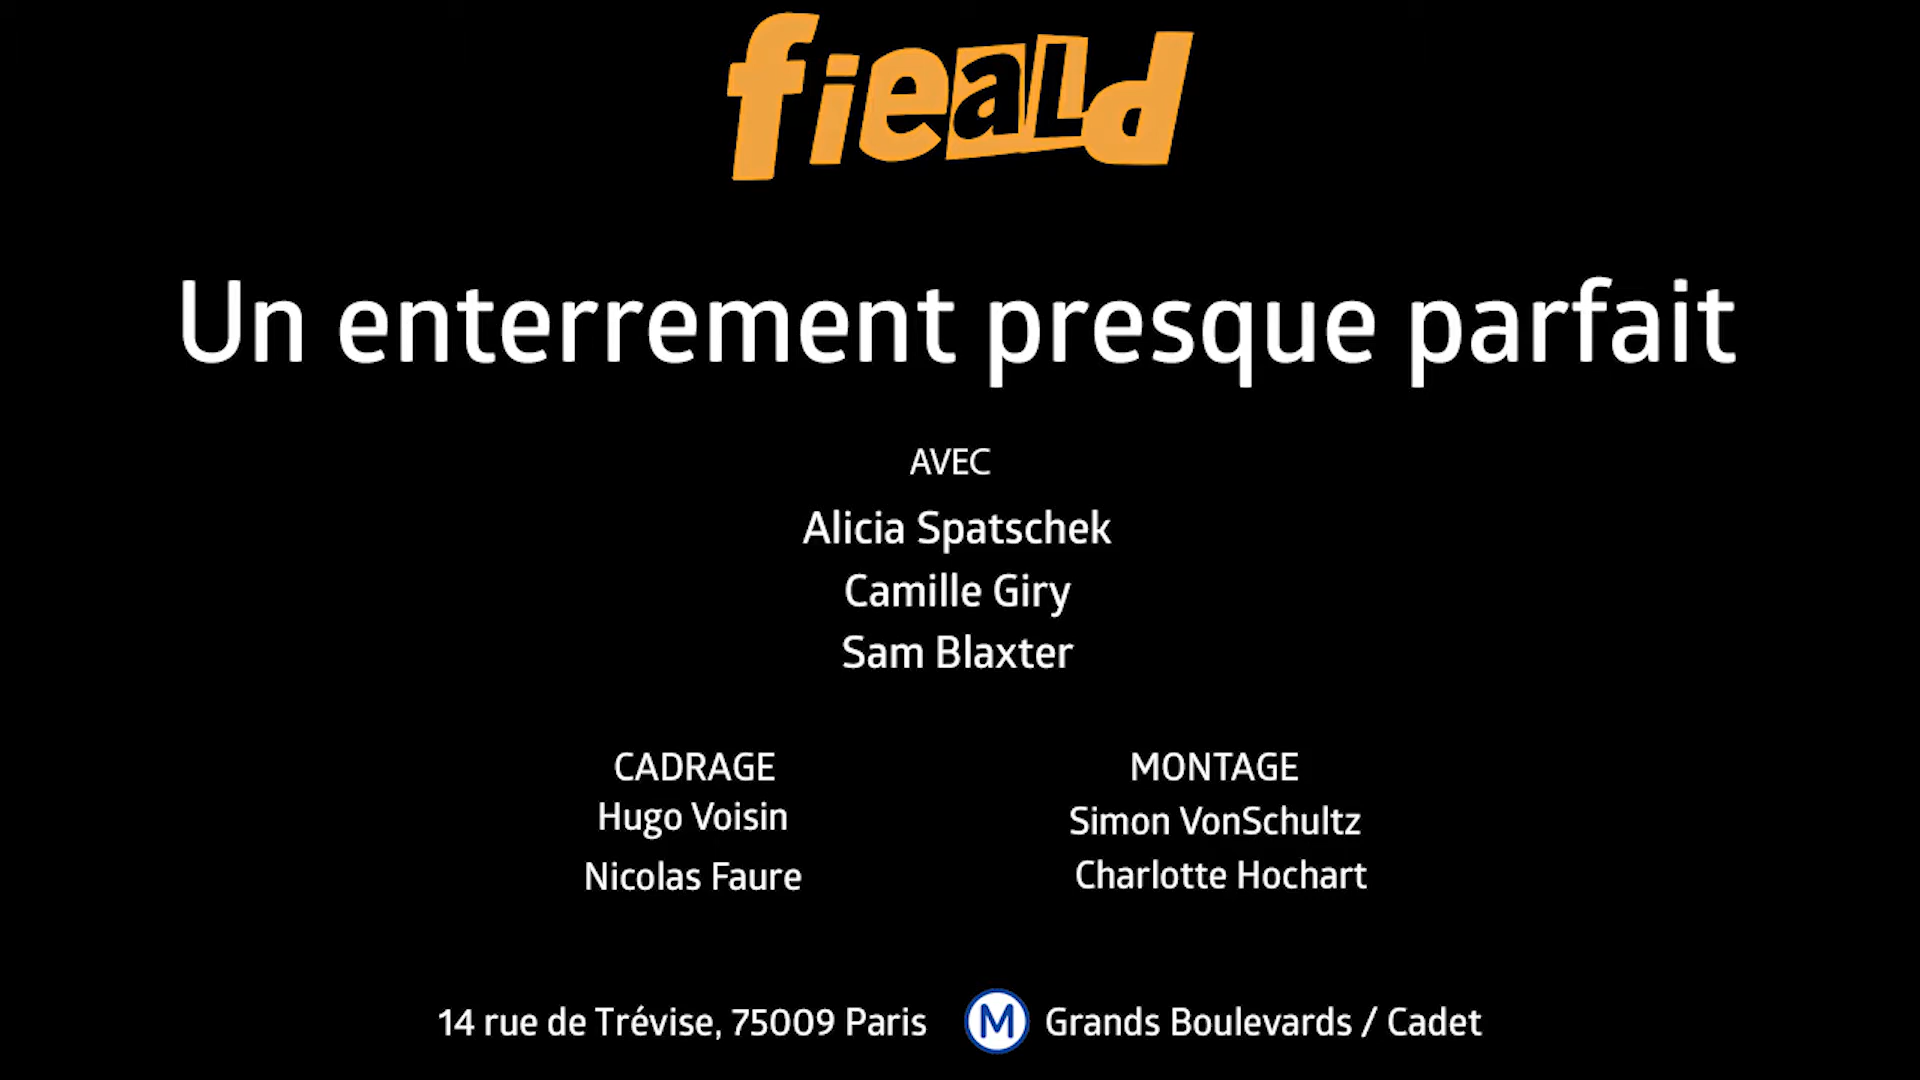 fieald
Un enterrement presque parfait
AVEC
Alicia Spatschek
Camille Giry
Sam Blaxter
CADRAGE
Hugo Voisin
Nicolas Faure
MONTAGE
Simon VonSchultz
Charlotte Hochart
14 rue de Trévise, 75009 Paris M Grands Boulevards / Cadet